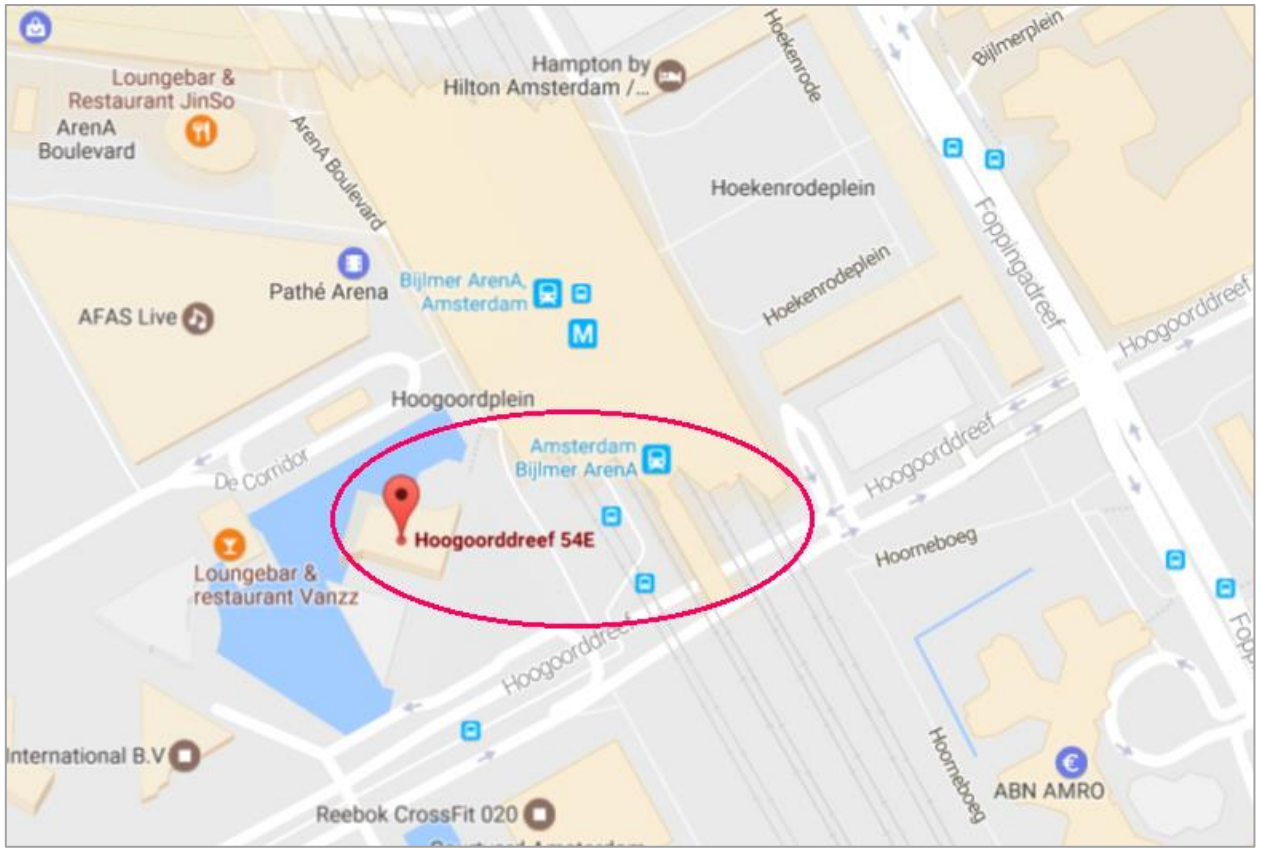 Loungebar &
Restaurant JinSo
ArenA
Boulevard
ArenA Boulevard
Hampton by
Hilton Amsterdam /...
Hoekenrode
Bijlmerplein
Hoekenrodeplein
Hoekenrodeplein
Foppingadreef
Hoogoorddreef
Pathé Arena
AFAS Live
Bijlmer ArenA,
Amsterdam
M
Hoogoordplein
De Corridor
Amsterdam
Bijlmer ArenA
Hoogoorddreef
Hoogoorddreef 54E
Hoorneboeg
Loungebar &
restaurant Vanzz
Hoogoorddreef
International B.V
Hoorneboeg
€
ABN AMRO
Reebok CrossFit 020